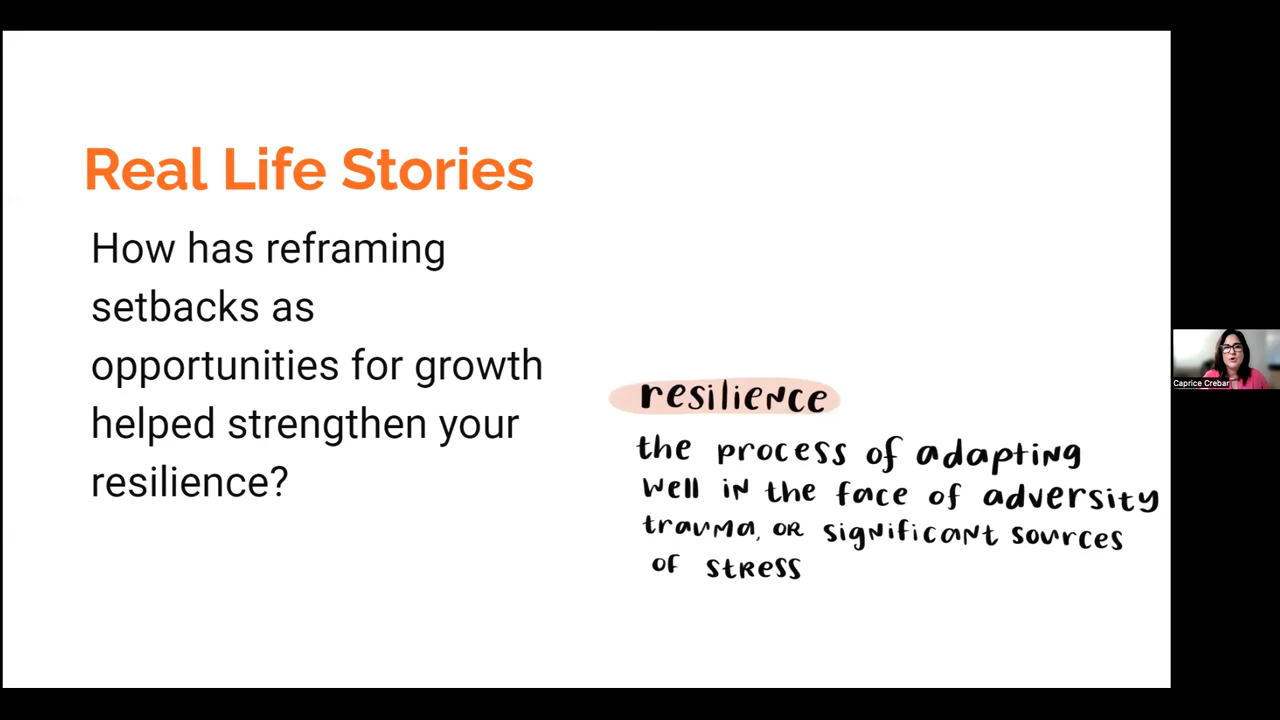 Real Life Stories
How has reframing
setbacks as
opportunities for growth
helped strengthen your
resilience?
resilience
the process of adapting
well in the face of adversity
trauma, or significant sources
of stress
Caprice Crebar